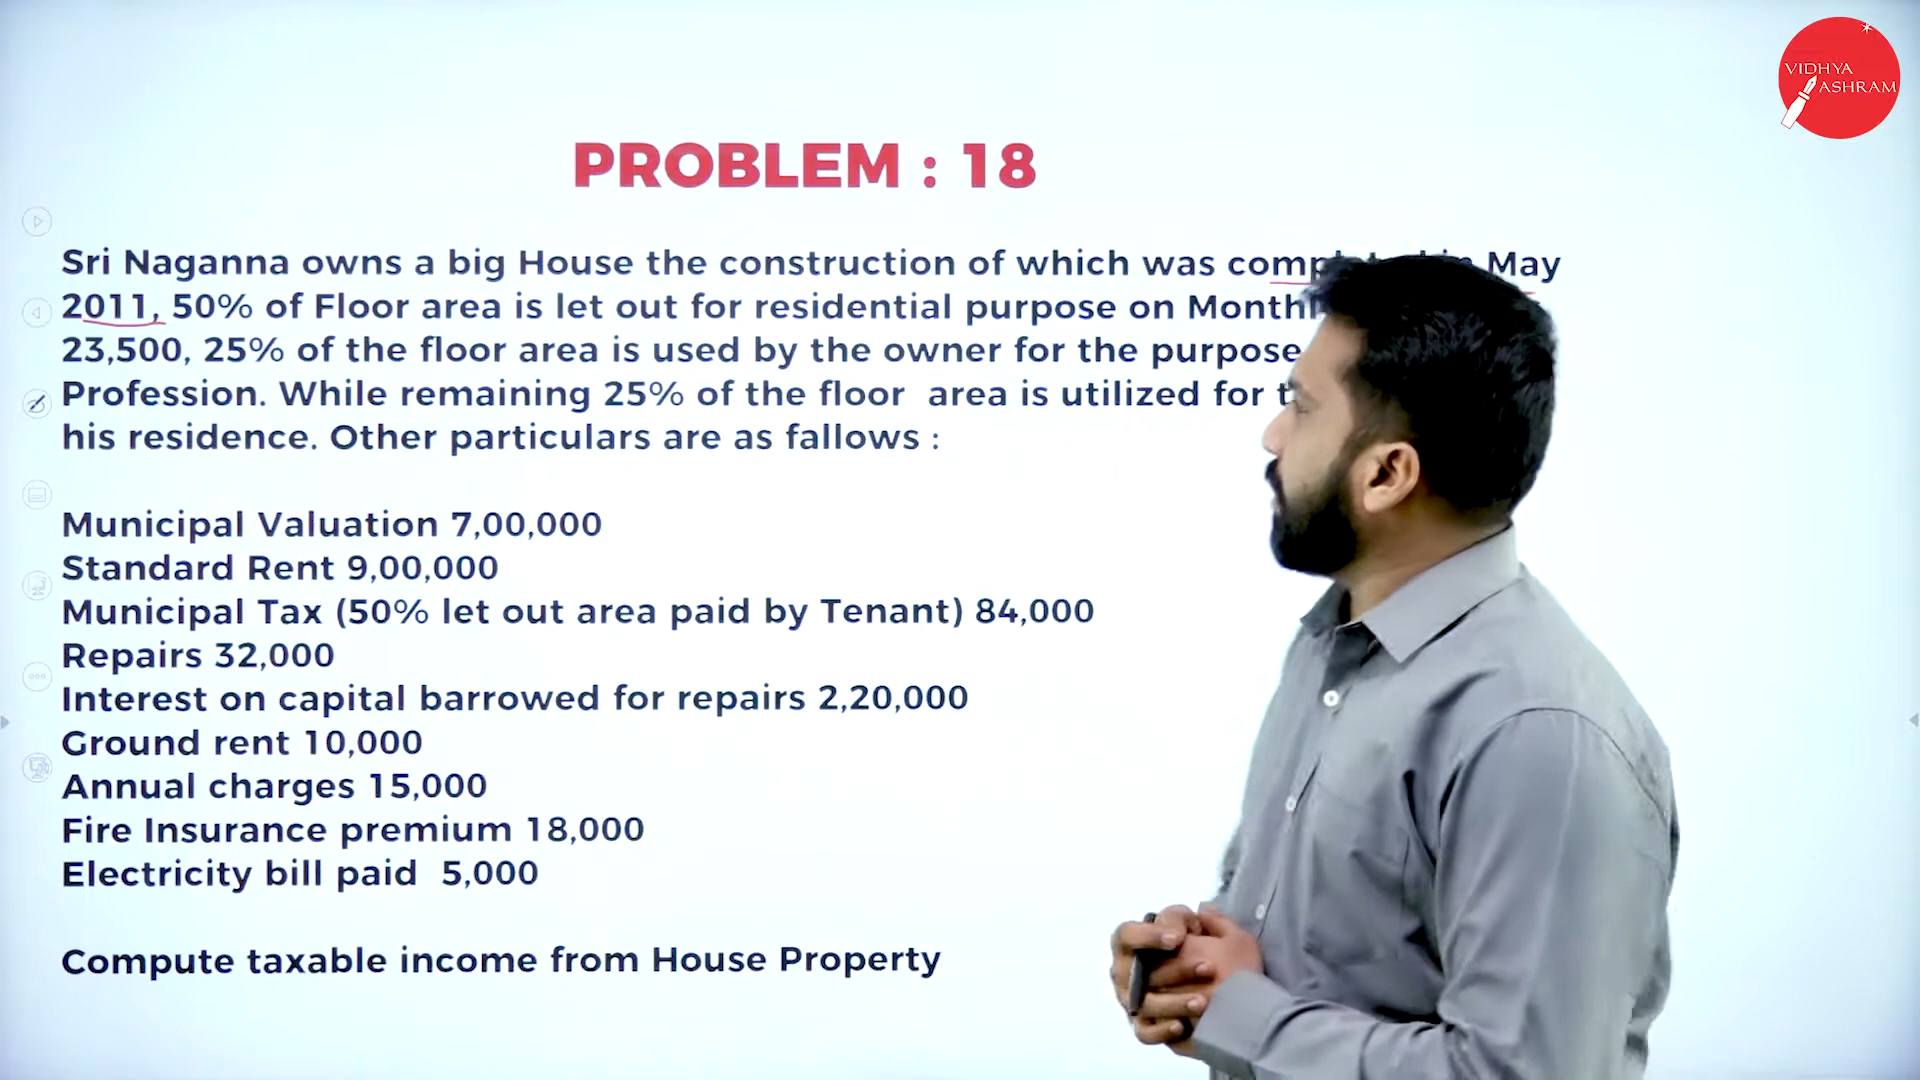 VIDHYA
ASHRAM
PROBLEM : 18
Sri Naganna owns a big House the construction of which was May
2011, 50% of Floor area is let out for residential purpose on
23,500, 25% of the floor area is used by the owner for the purpose
Profession. While remaining 25% of the floor area is utilized for
his residence. Other particulars are as fallows :
Municipal Valuation 7,00,000
Standard Rent 9,00,000
Municipal Tax (50% let out area paid by Tenant) 84,000
Repairs 32,000
Interest on capital barrowed for repairs 2,20,000
Ground rent 10,000
Annual charges 15,000
Fire Insurance premium 18,000
Electricity bill paid 5,000
Compute taxable income from House Property